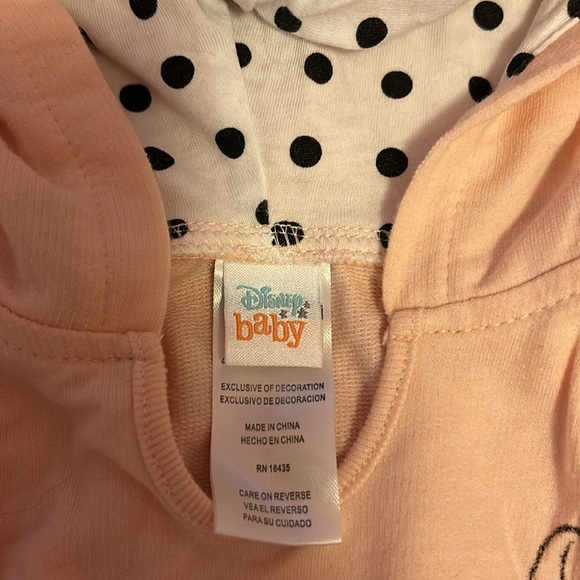 Disney
baby
EXCLUSIVE OF DECORATION
EXCLUSIVO DE DECORACION
MADE IN CHINA
HECHO EN CHINA
RN 16435
CARE ON REVERSE
VEA EL REVERSO
PARA SU CUIDADO